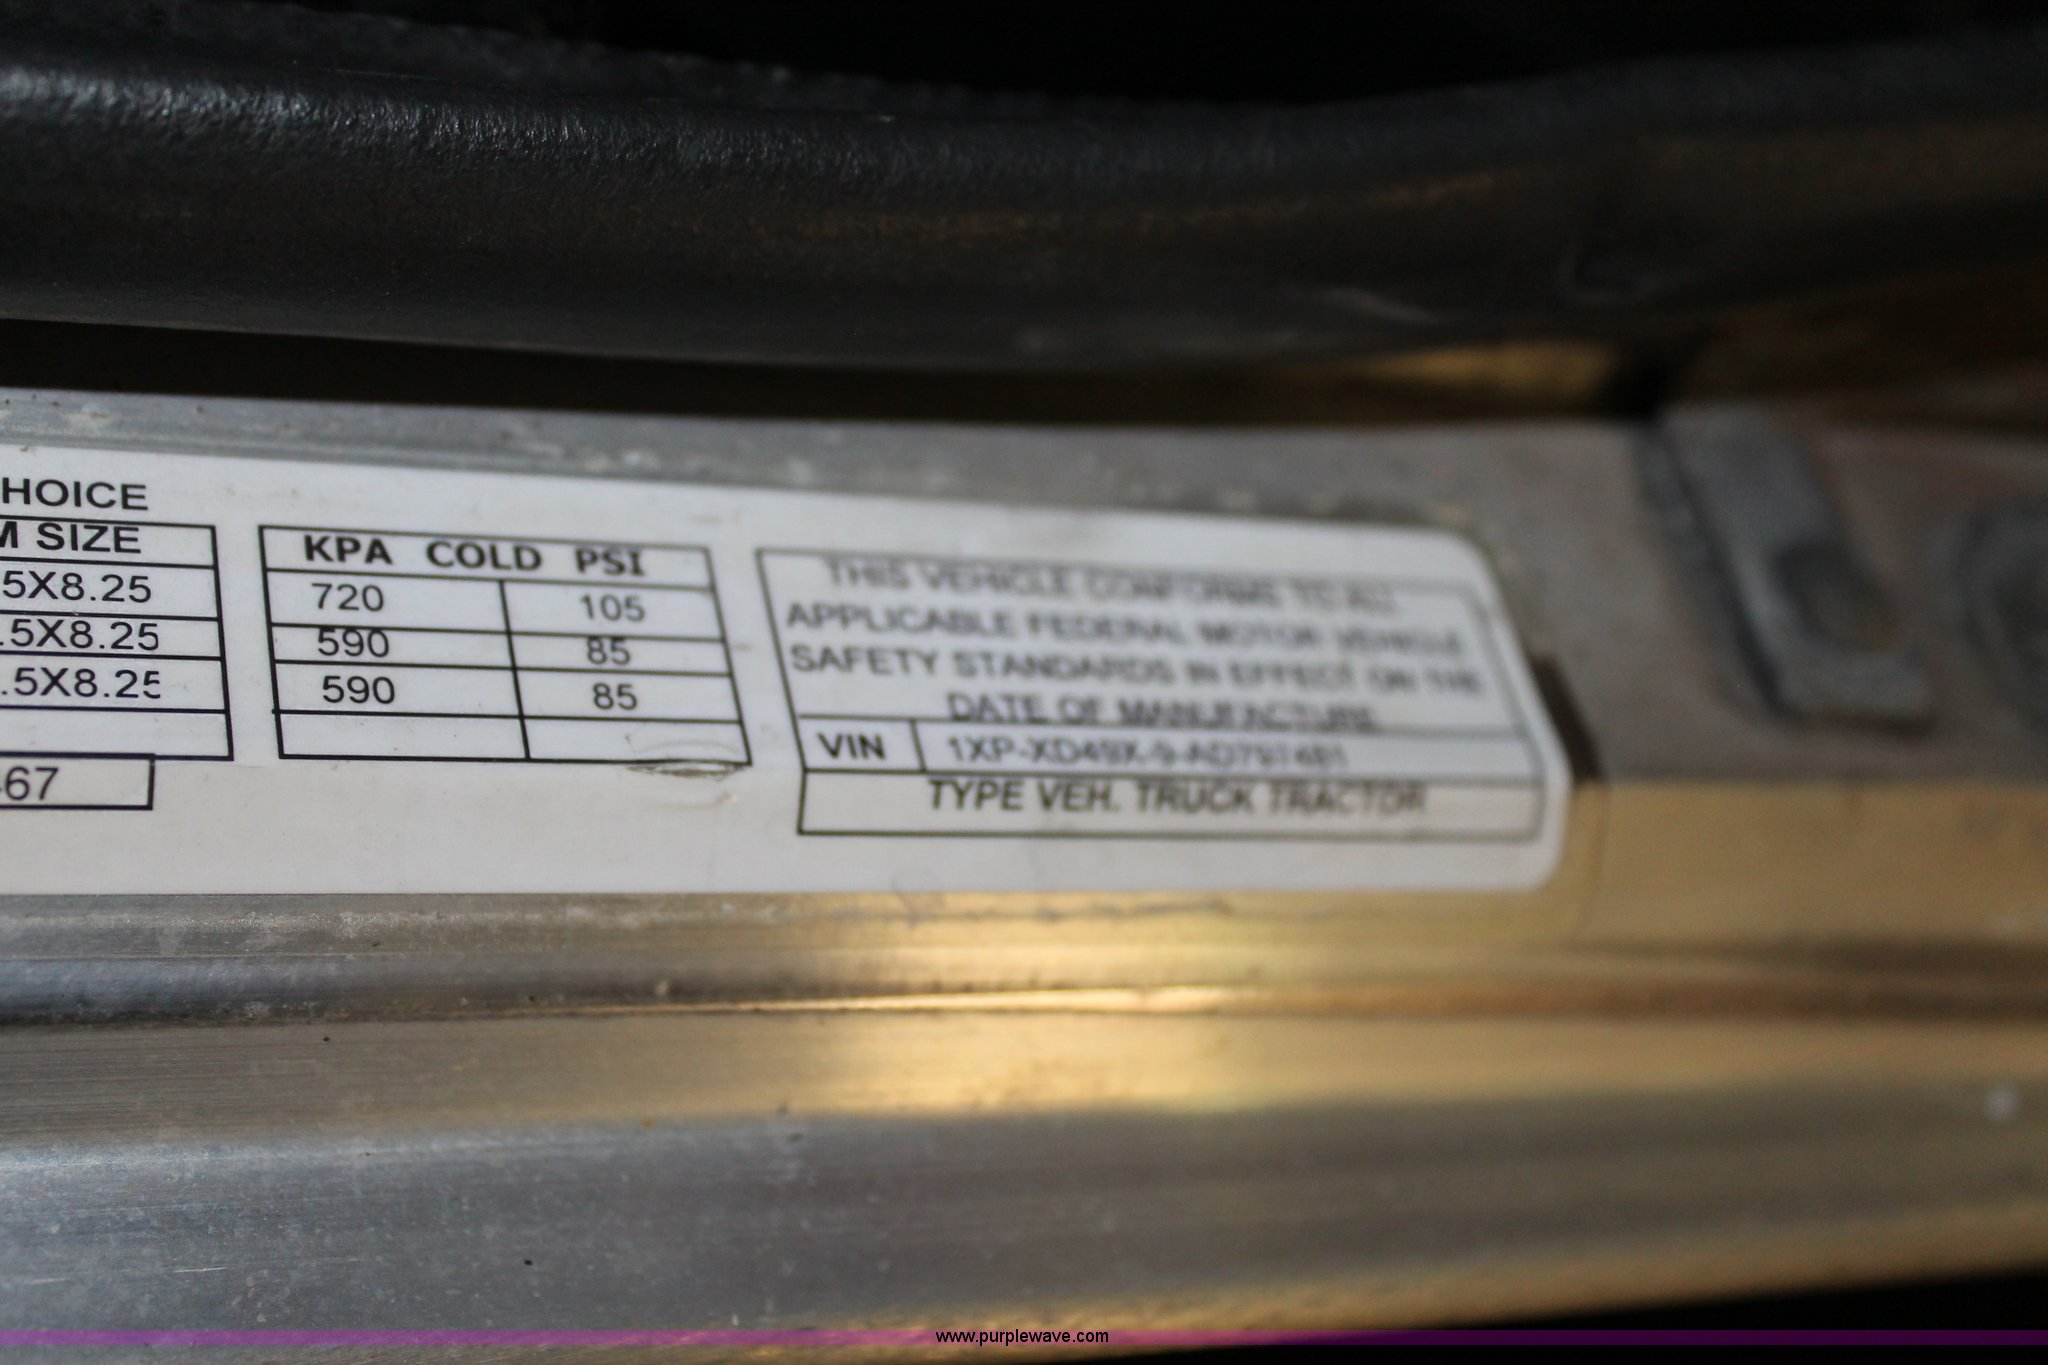 HOICE
M SIZE
5X8.25
.5X8.25
.5X8.25
467
KPA COLD PSI
720 105
590 85
590 85
THIS VEHICLE CONFORMS TO ALL
APPLICABLE FEDERAL MOTOR VEHICLE
SAFETY STANDARDS IN EFFECT ON THE
DATE OF MANUFACTURE
VIN
TYPE VEH. TRUCK TRACTOR
www.purplewave.com